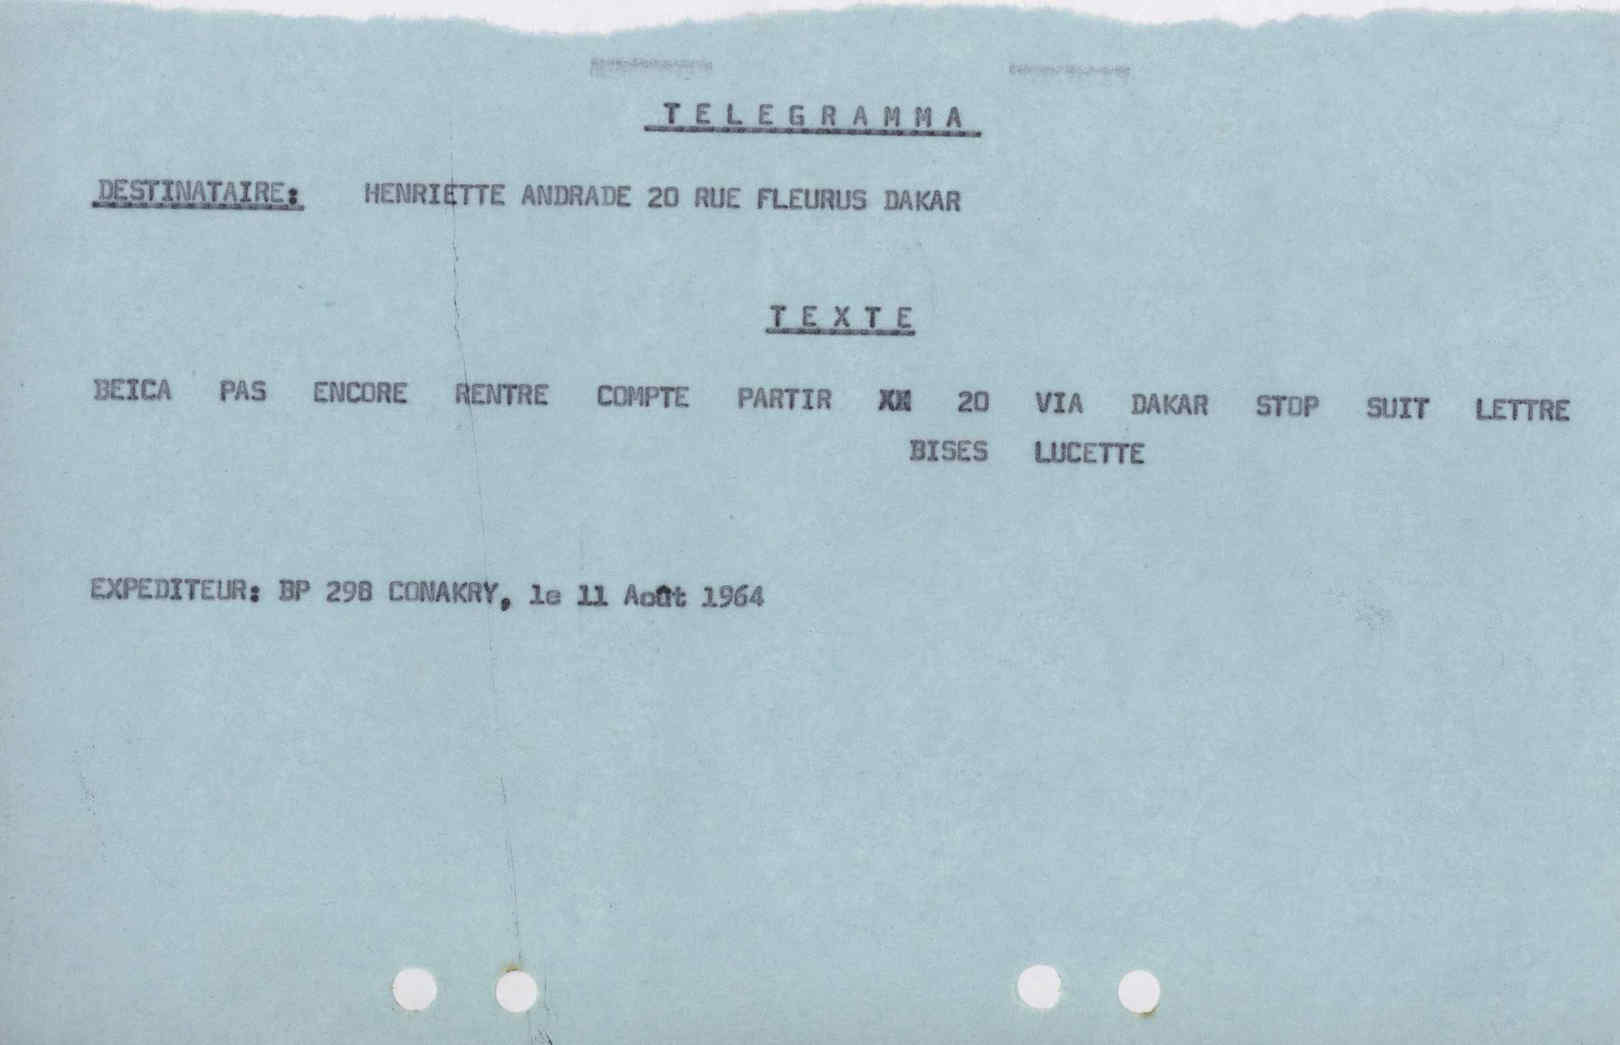 TELEGRAMMA
DESTINATAIRE: HENRIETTE ANDRADE 20 RUE FLEURUS DAKAR
TEXTE
BEICA PAS ENCORE RENTRE COMPTE PARTIR XX 20 VIA DAKAR STOP SUIT LETTRE
BISES LUCETTE
EXPEDITEUR: BP 298 CONAKRY, le 11 Août 1964